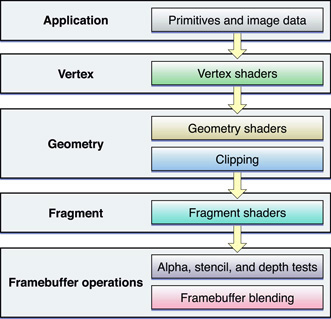 Application
Primitives and image data
Vertex
Vertex shaders
Geometry
Geometry shaders
Clipping
Fragment
Fragment shaders
Framebuffer operations
Alpha, stencil, and depth tests
Framebuffer blending